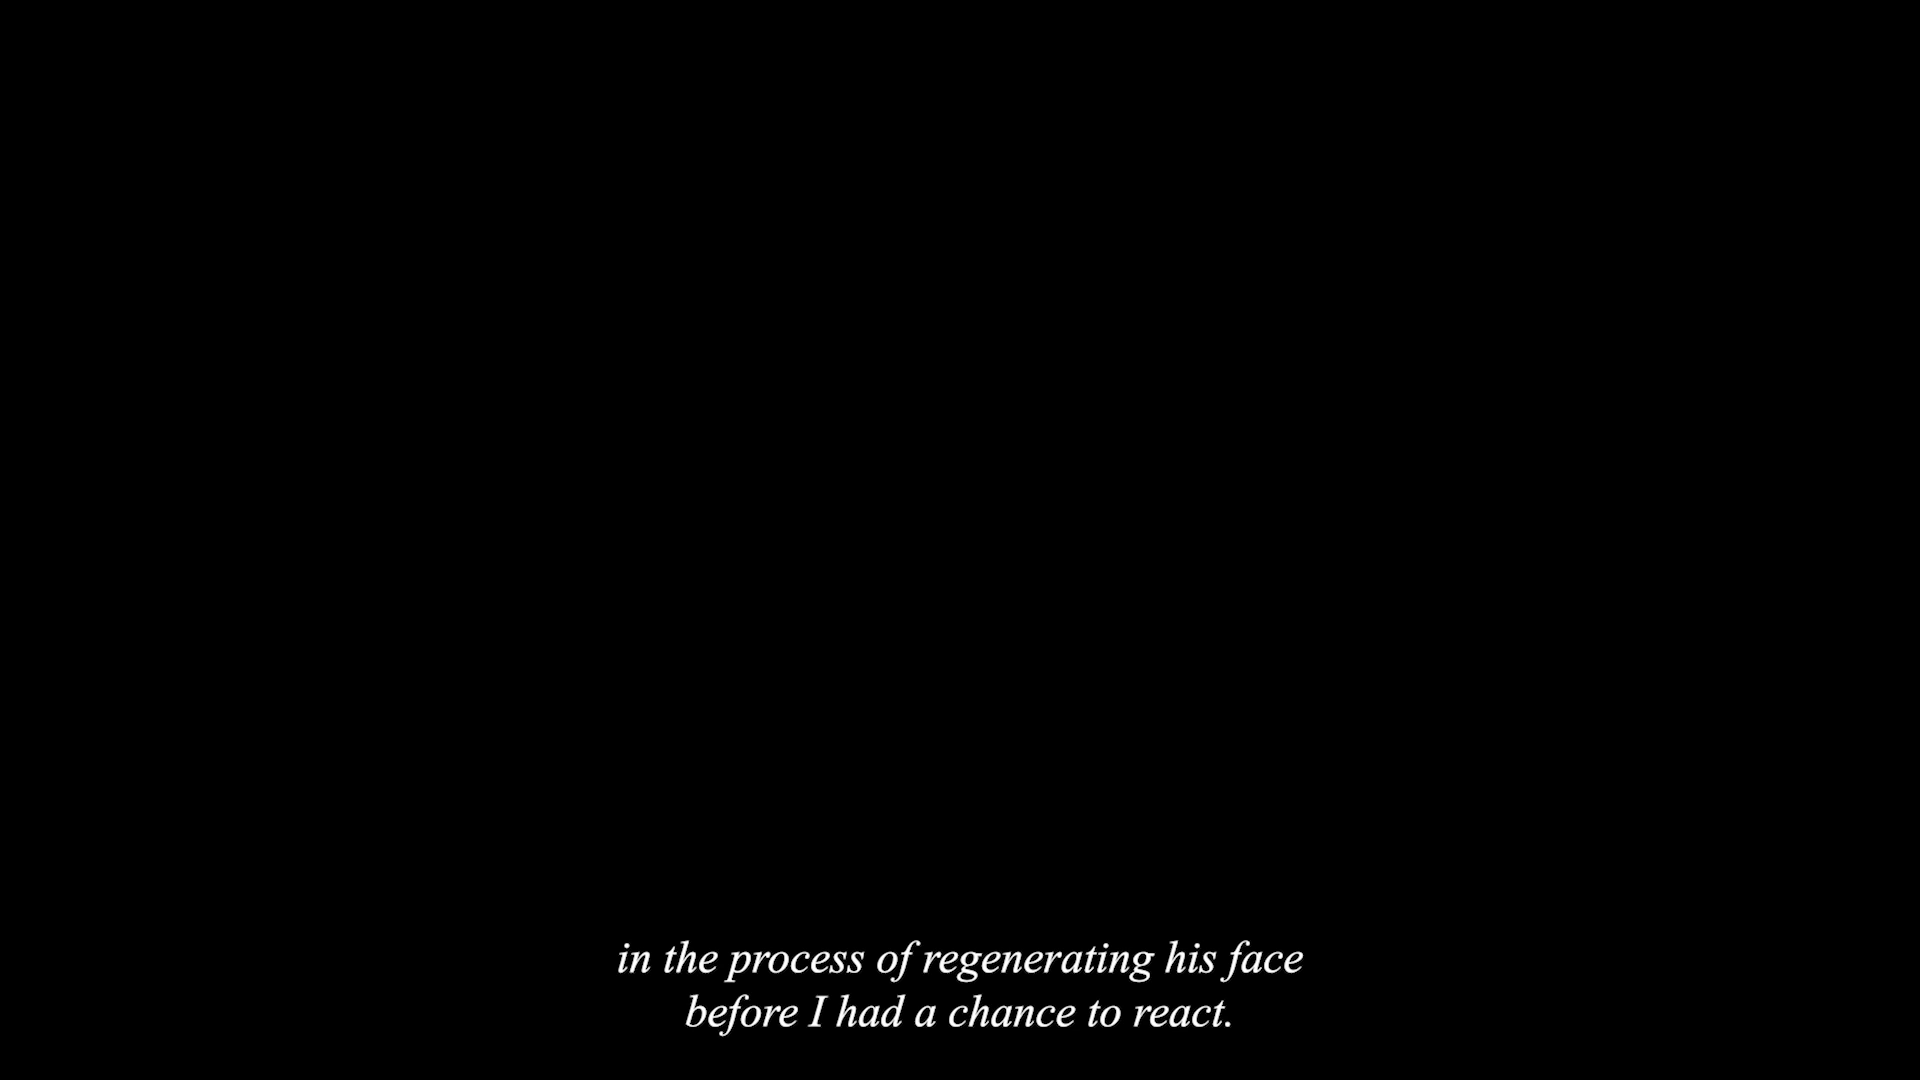 in the process of regenerating his face
before I had a chance to react.